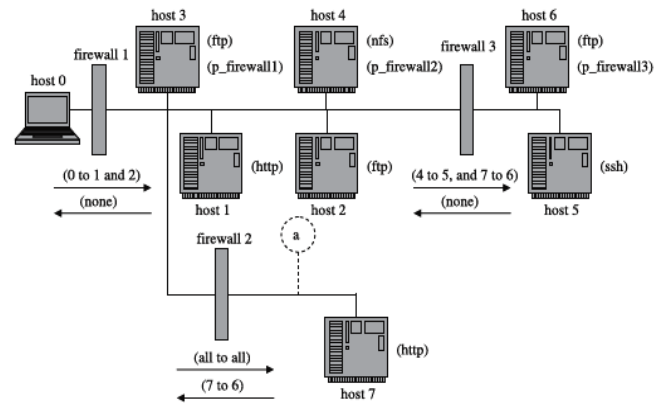 host 3
host 4
host 6
firewall 1
(ftp)
(nfs)
firewall 3
(ftp)
host 0
(p_firewall1)
(p_firewall2)
(p_firewall3)
(http)
(ftp)
(ssh)
(0 to 1 and 2)
(none)
host 1
host 2
(4 to 5, and 7 to 6)
(none)
host 5
firewall 2
a
(http)
(all to all)
(7 to 6)
host 7